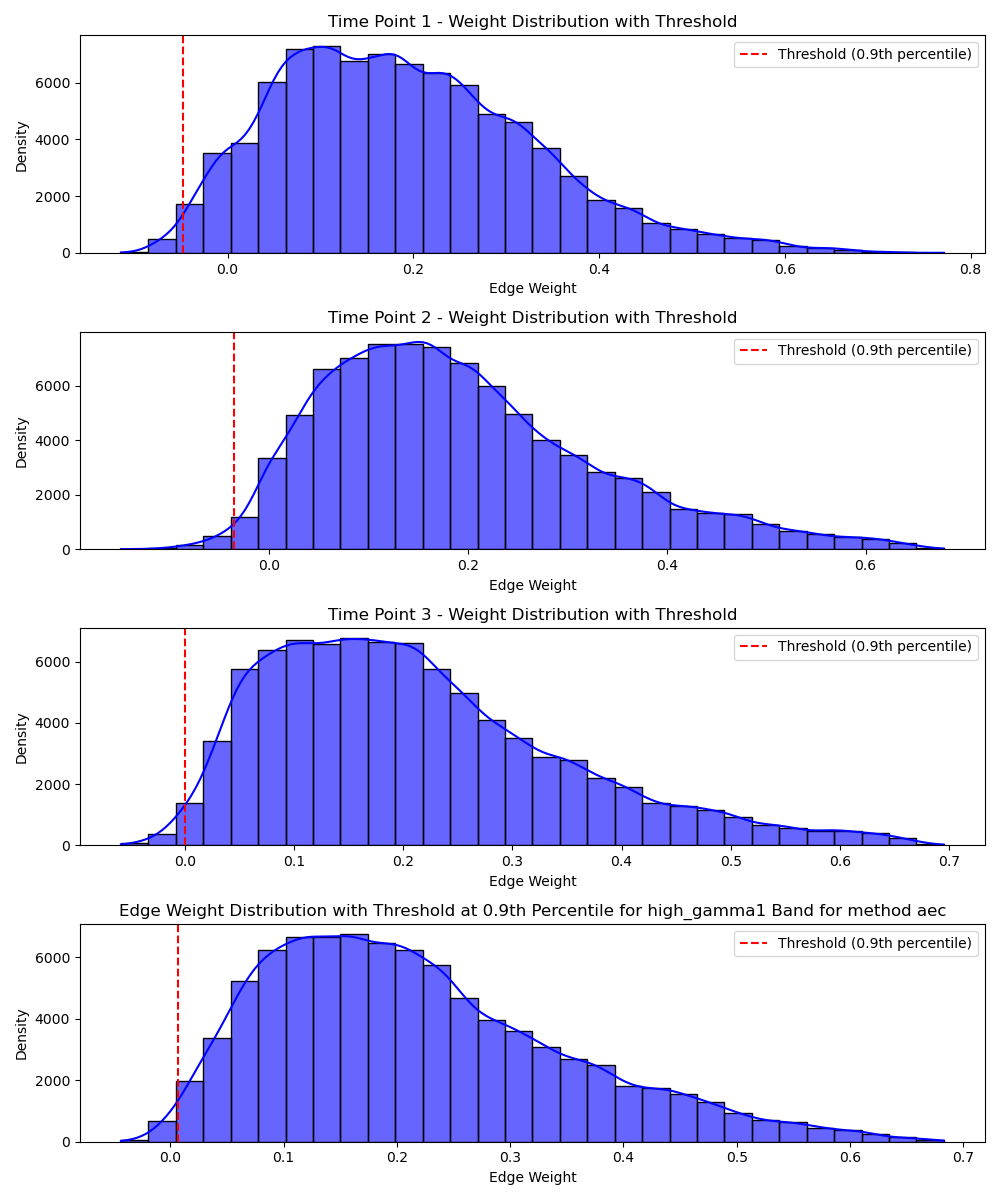 Time Point 1 - Weight Distribution with Threshold
Threshold (0.9th percentile)
Density
6000
4000
2000
0
0.0 0.2 0.4 0.6 0.8
Edge Weight
Time Point 2 - Weight Distribution with Threshold
Threshold (0.9th percentile)
Density
6000
4000
2000
0
0.0 0.2 0.4 0.6
Edge Weight
Time Point 3 - Weight Distribution with Threshold
Threshold (0.9th percentile)
Density
6000
4000
2000
0
0.0 0.1 0.2 0.3 0.4 0.5 0.6 0.7
Edge Weight
Edge Weight Distribution with Threshold at 0.9th Percentile for high_gamma1 Band for method aec
Threshold (0.9th percentile)
Density
6000
4000
2000
0
0.0 0.1 0.2 0.3 0.4 0.5 0.6 0.7
Edge Weight